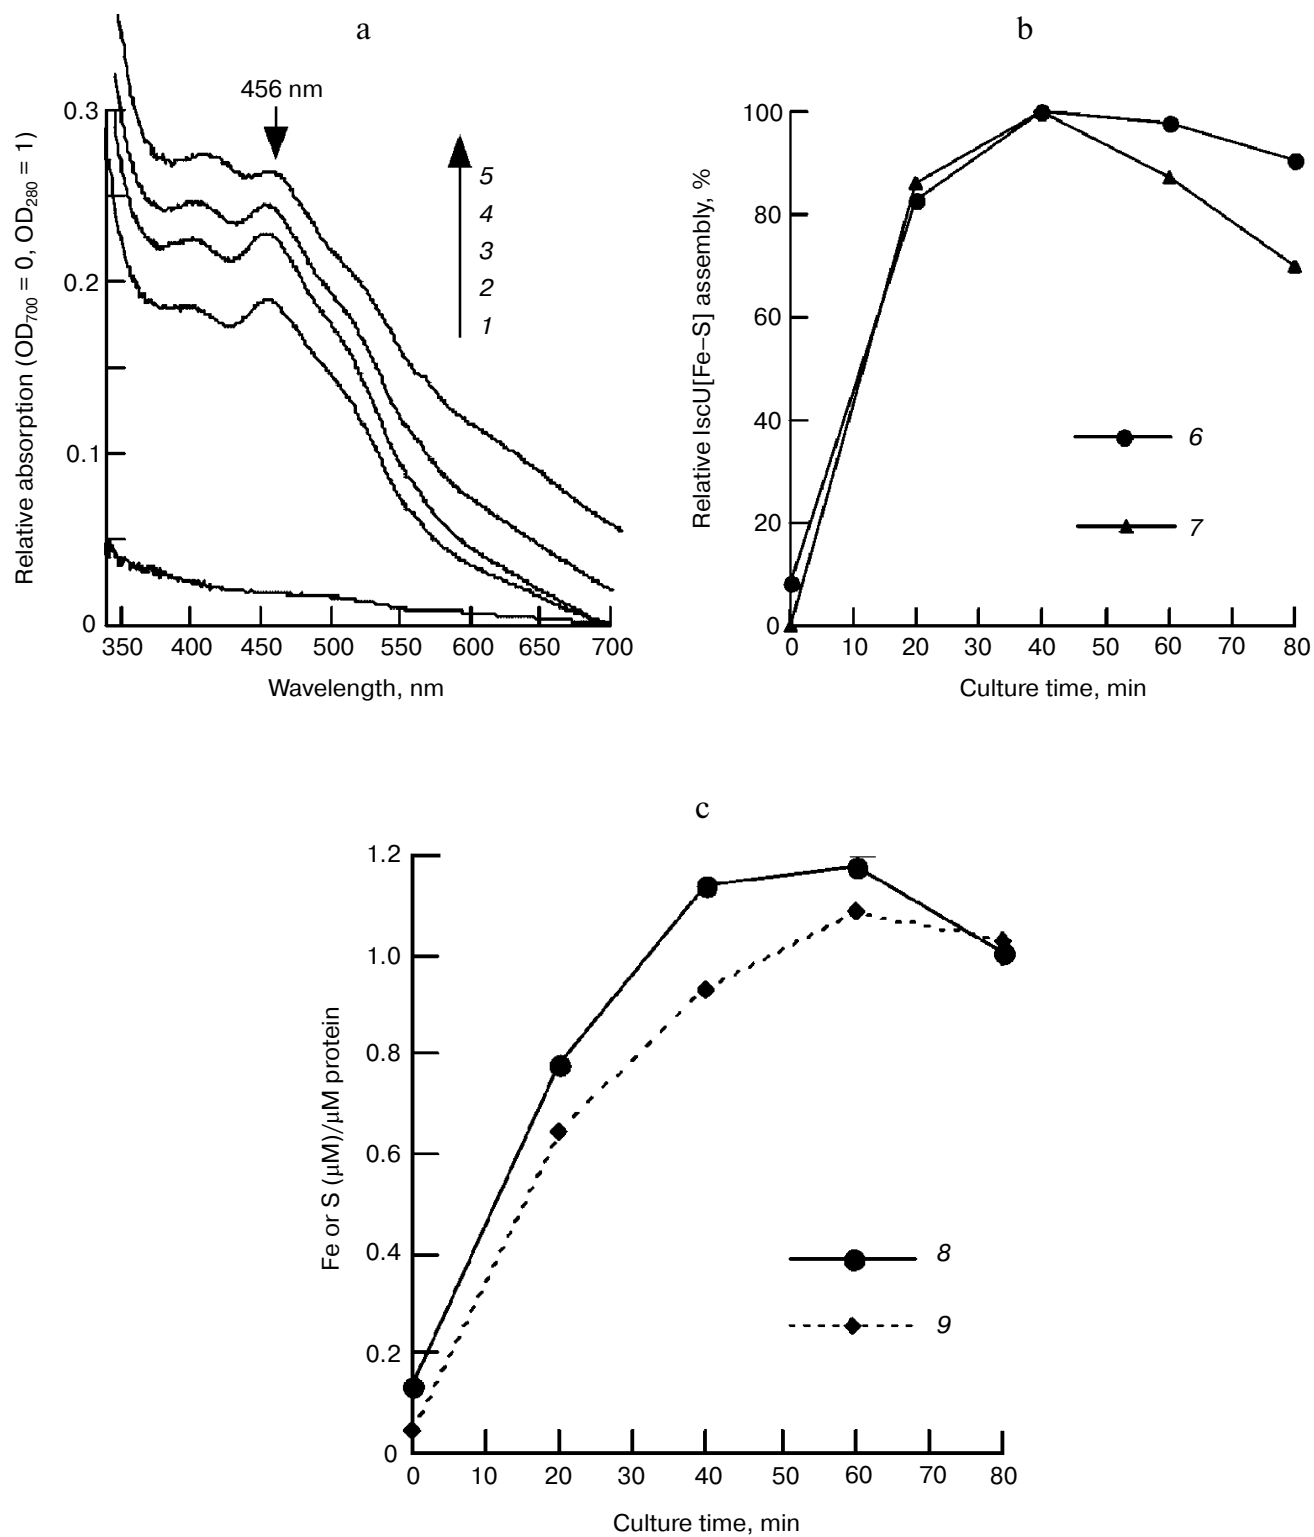 a
456 nm
0.3
0.2
0.1
0
5
4
3
2
1
350 400 450 500 550 600 650 700
Wavelength, nm
Relative absorption (OD700 = 0, OD280 = 1)
b
100
80
60
40
20
0
6
7
0 10 20 30 40 50 60 70 80
Culture time, min
Relative IscU[Fe–S] assembly, %
c
1.2
1.0
0.8
0.6
0.4
0.2
0
8
9
0 10 20 30 40 50 60 70 80
Culture time, min
Fe or S (μM)/μM protein